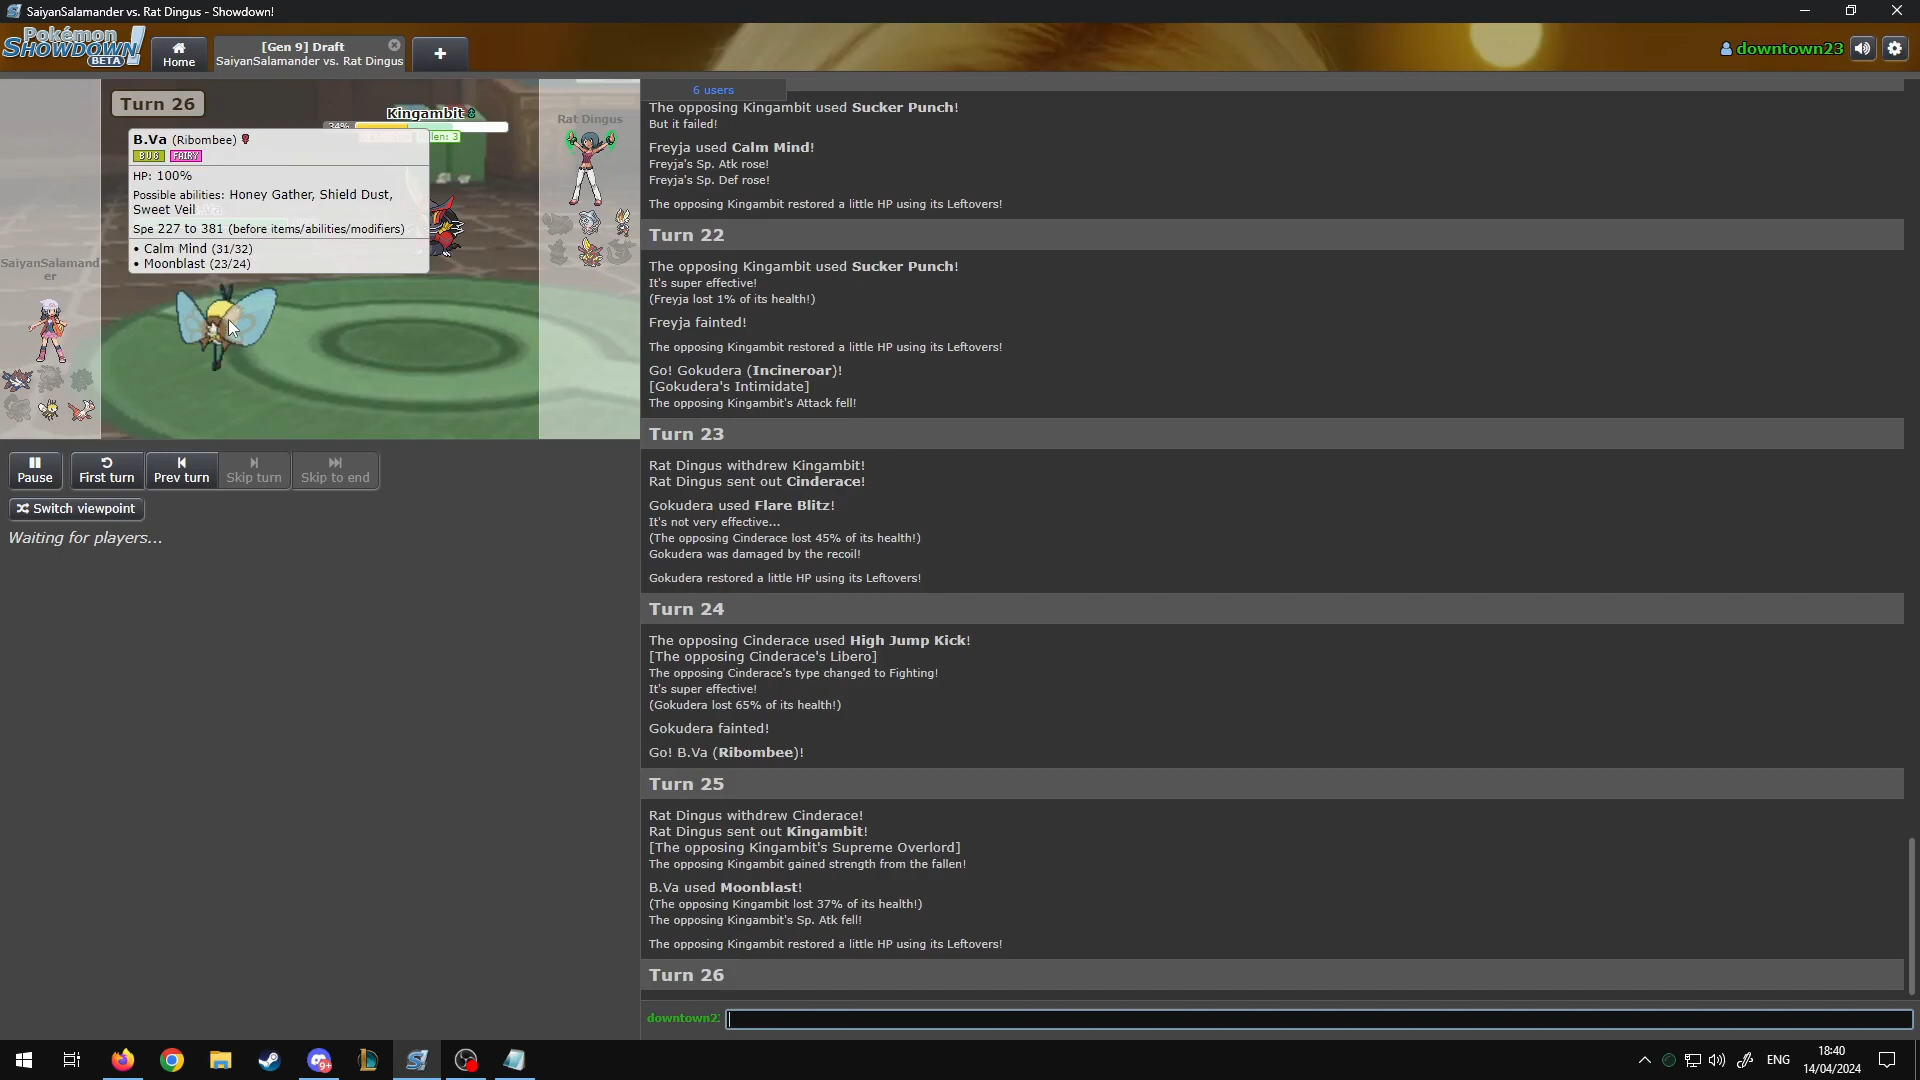 SaiyanSalamander vs. Rat Dingus - Showdown!
Pokémon
SHOWDOWN!
BETA
Home
[Gen 9] Draft
SaiyanSalamander vs. Rat Dingus
+
downtown23
Turn 26
Kingambit
34%
B.Va (Ribombee)
BUG FAIRY
HP: 100%
Possible abilities: Honey Gather, Shield Dust,
Sweet Veil
Spe 227 to 381 (before items/abilities/modifiers)
• Calm Mind (31/32)
• Moonblast (23/24)
SaiyanSalamand
er
Rat Dingus
Pause
First turn
Prev turn
Skip turn
Skip to end
Switch viewpoint
Waiting for players...
6 users
The opposing Kingambit used Sucker Punch!
But it failed!
Freyja used Calm Mind!
Freyja's Sp. Atk rose!
Freyja's Sp. Def rose!
The opposing Kingambit restored a little HP using its Leftovers!
Turn 22
The opposing Kingambit used Sucker Punch!
It's super effective!
(Freyja lost 1% of its health!)
Freyja fainted!
The opposing Kingambit restored a little HP using its Leftovers!
Go! Gokudera (Incineroar)!
[Gokudera's Intimidate]
The opposing Kingambit's Attack fell!
Turn 23
Rat Dingus withdrew Kingambit!
Rat Dingus sent out Cinderace!
Gokudera used Flare Blitz!
It's not very effective...
(The opposing Cinderace lost 45% of its health!)
Gokudera was damaged by the recoil!
Gokudera restored a little HP using its Leftovers!
Turn 24
The opposing Cinderace used High Jump Kick!
[The opposing Cinderace's Libero]
The opposing Cinderace's type changed to Fighting!
It's super effective!
(Gokudera lost 65% of its health!)
Gokudera fainted!
Go! B.Va (Ribombee)!
Turn 25
Rat Dingus withdrew Cinderace!
Rat Dingus sent out Kingambit!
[The opposing Kingambit's Supreme Overlord]
The opposing Kingambit gained strength from the fallen!
B.Va used Moonblast!
(The opposing Kingambit lost 37% of its health!)
The opposing Kingambit's Sp. Atk fell!
The opposing Kingambit restored a little HP using its Leftovers!
Turn 26
downtown2
9+
ENG
18:40
14/04/2024